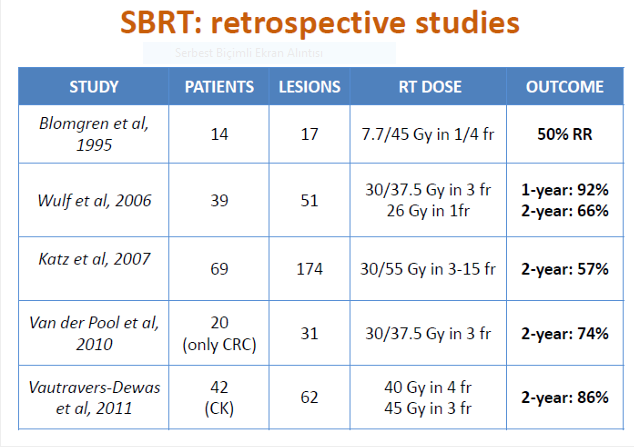 SBRT: retrospective studies
Serbest Biçimli Ekran Alıntısı
STUDY PATIENTS LESIONS RT DOSE OUTCOME
Blomgren et al,
1995
14 17 7.7/45 Gy in 1/4 fr 50% RR
Wulf et al, 2006 39 51
30/37.5 Gy in 3 fr
26 Gy in 1fr
1-year: 92%
2-year: 66%
Katz et al, 2007 69 174 30/55 Gy in 3-15 fr 2-year: 57%
Van der Pool et al,
2010
20
(only CRC)
31 30/37.5 Gy in 3 fr 2-year: 74%
Vautravers-Dewas
et al, 2011
42
(CK)
62
40 Gy in 4 fr
45 Gy in 3 fr
2-year: 86%